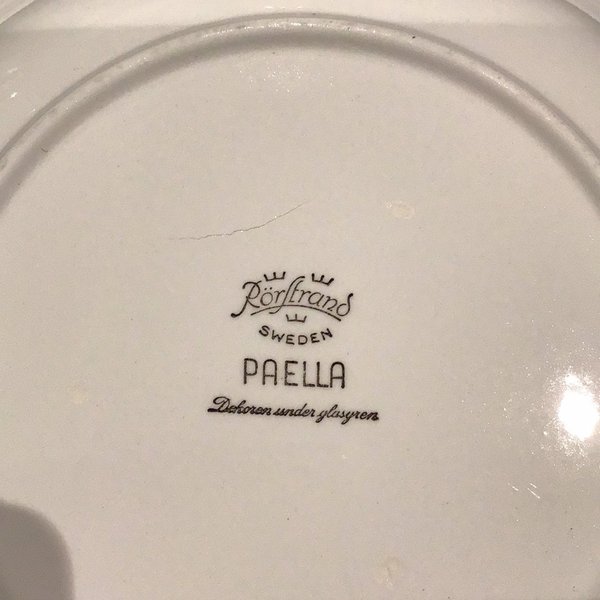 Rörstrand
SWEDEN
PAELLA
Dekoren under glasyren